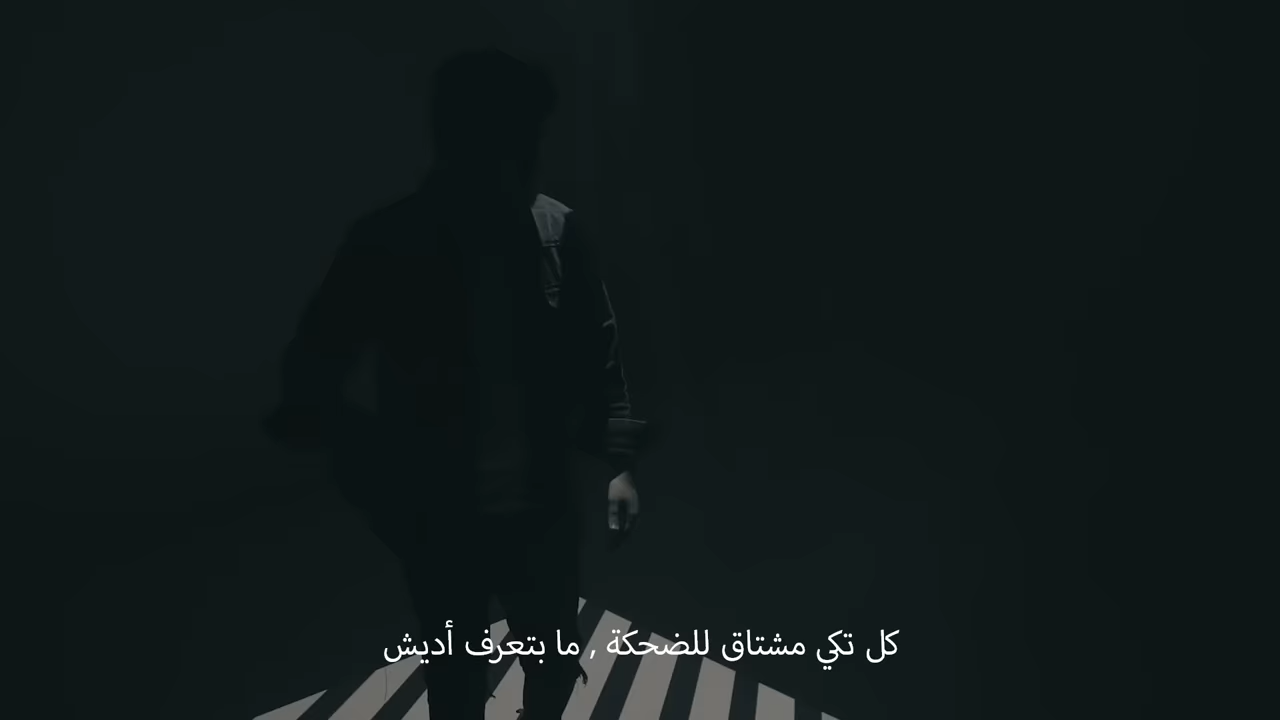 كل تكي مشتاق للضحكة , ما بتعرف أديش